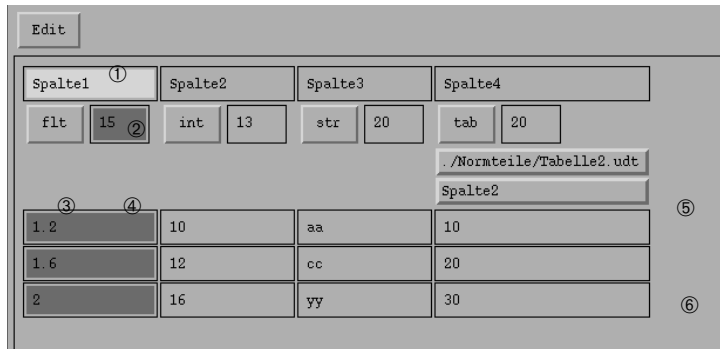 Edit
Spalte1 ① Spalte2 Spalte3 Spalte4
flt 15 ② int 13 str 20 tab 20
./Normteile/Tabelle2.udt
Spalte2
③ ④ ⑤
1.2 10 aa 10
1.6 12 cc 20
2 16 yy 30 ⑥